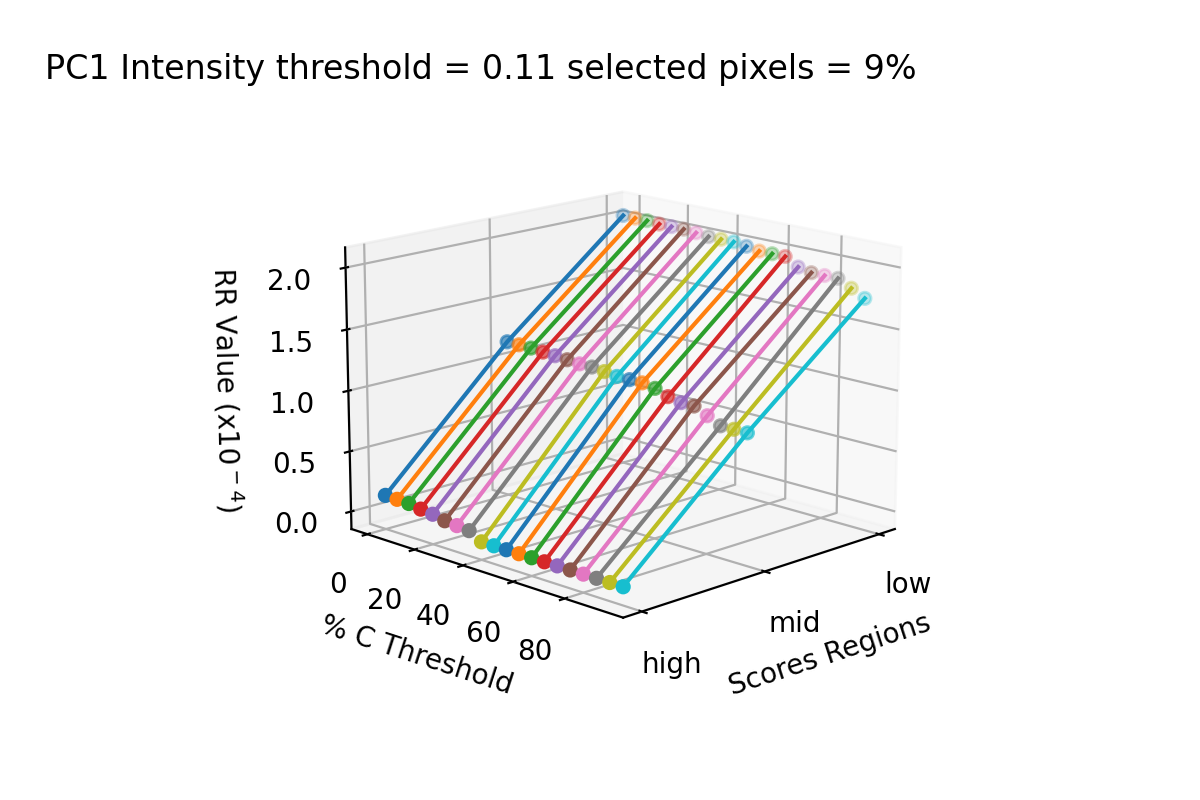 PC1 Intensity threshold = 0.11 selected pixels = 9%
2.0
1.5
1.0
0.5
0.0
RR Value (x10⁻⁴)
0
20
40
60
80
% C Threshold
high
mid
low
Scores Regions